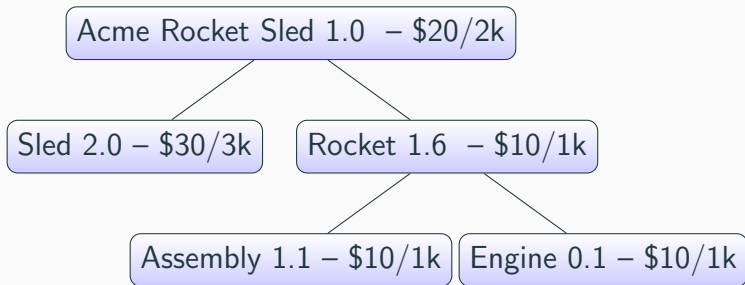 Acme Rocket Sled 1.0 – $20/2k
Sled 2.0 – $30/3k
Rocket 1.6 – $10/1k
Assembly 1.1 – $10/1k
Engine 0.1 – $10/1k